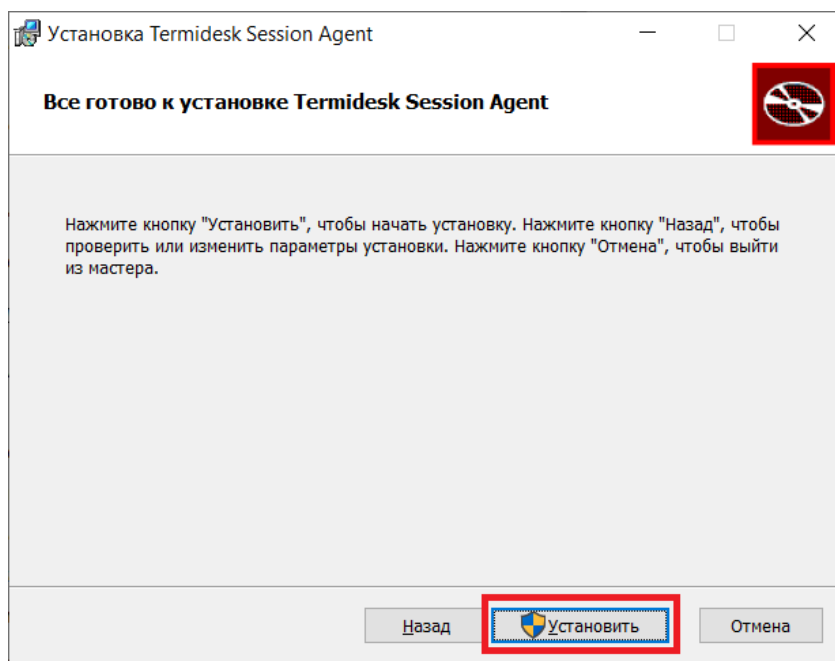 Установка Termidesk Session Agent
Все готово к установке Termidesk Session Agent
Нажмите кнопку "Установить", чтобы начать установку. Нажмите кнопку "Назад", чтобы
проверить или изменить параметры установки. Нажмите кнопку "Отмена", чтобы выйти
из мастера.
Назад Установить Отмена